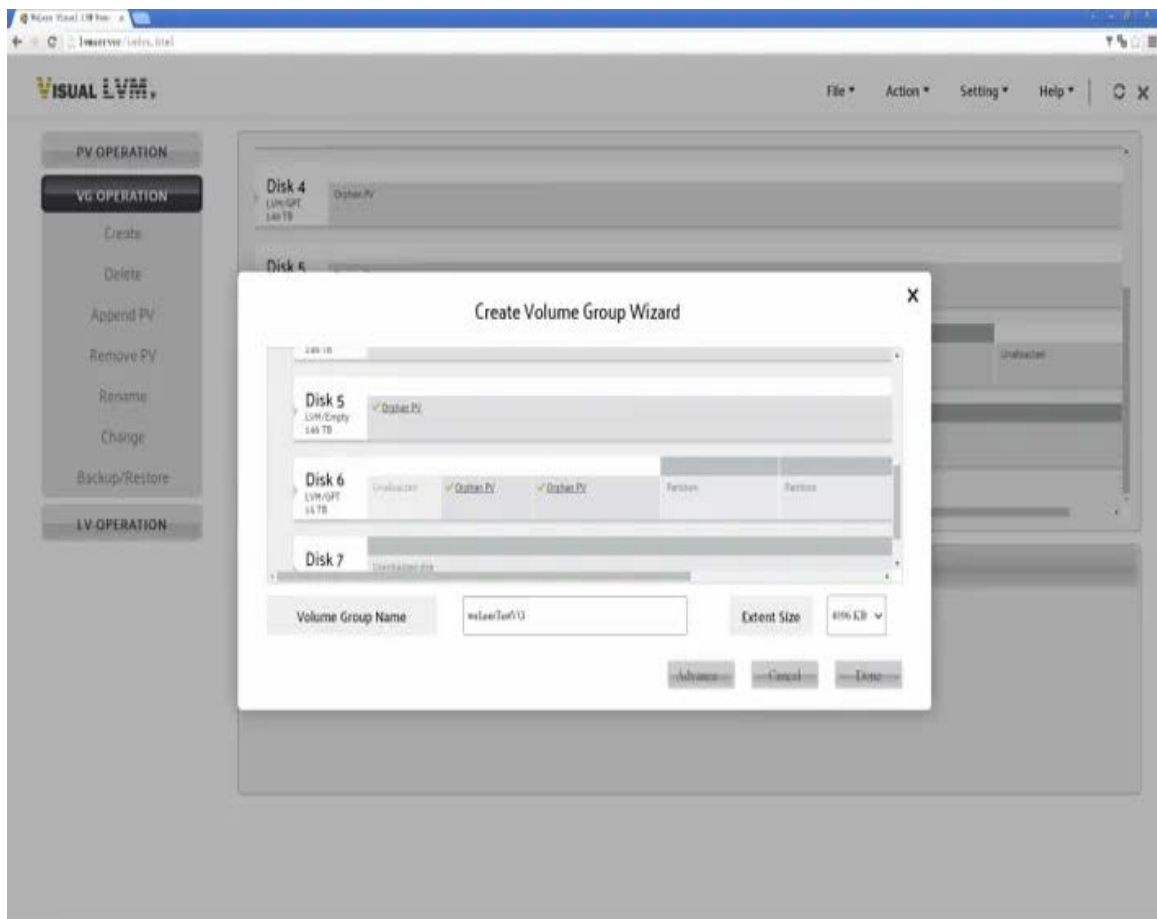 VISUAL LVM
File Action Setting Help
PV OPERATION
VG OPERATION
Create
Delete
Append PV
Remove PV
Rename
Change
Backup/Restore
LV OPERATION
Disk 4
LVM/GPT
Orphan PV
Disk 5
Unallocated
Create Volume Group Wizard
X
Disk 5
LVM/Empty
Orphan PV
Disk 6
LVM/GPT
Unallocated
Orphan PV
Orphan PV
Partition
Partition
Disk 7
Volume Group Name
Extent Size
4096 KB
Advance
Cancel
Done